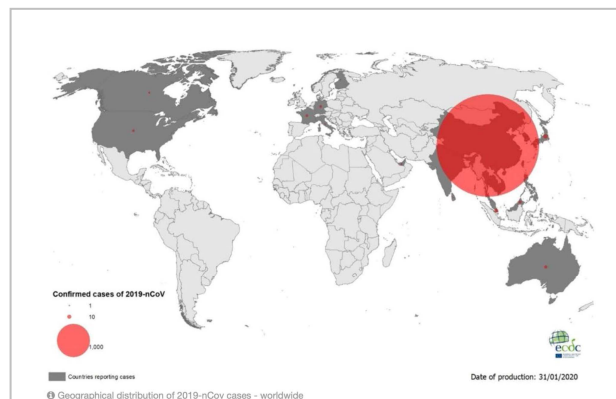 Confirmed cases of 2019-nCoV
1
10
1,000
Countries reporting cases
ecdc
Date of production: 31/01/2020
Geographical distribution of 2019-nCov cases - worldwide